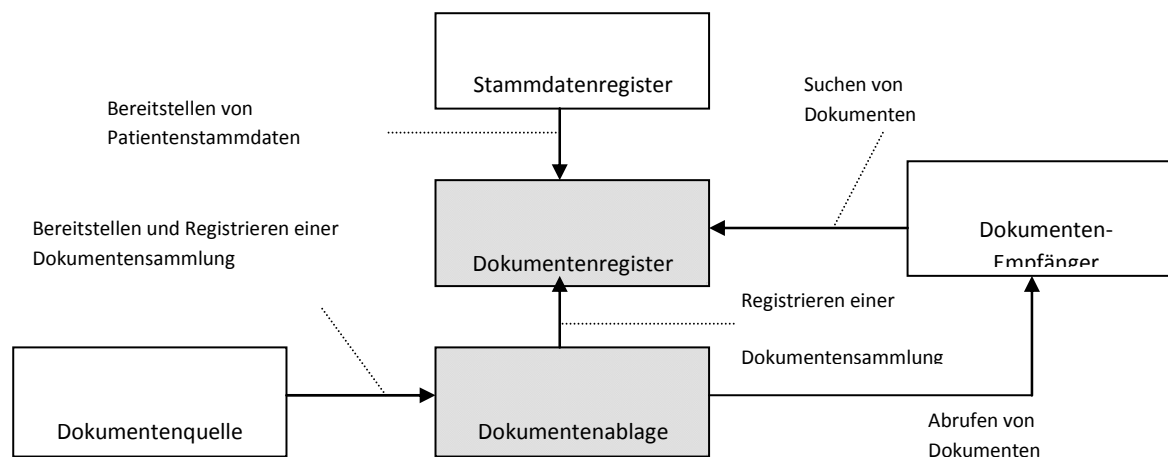 Stammdatenregister
Suchen von
Dokumenten
Bereitstellen von
Patientenstammdaten
Bereitstellen und Registrieren einer
Dokumentensammlung
Dokumentenregister
Dokumenten-
Empfänger
Registrieren einer
Dokumentensammlung
Dokumentenquelle
Dokumentenablage
Abrufen von
Dokumenten